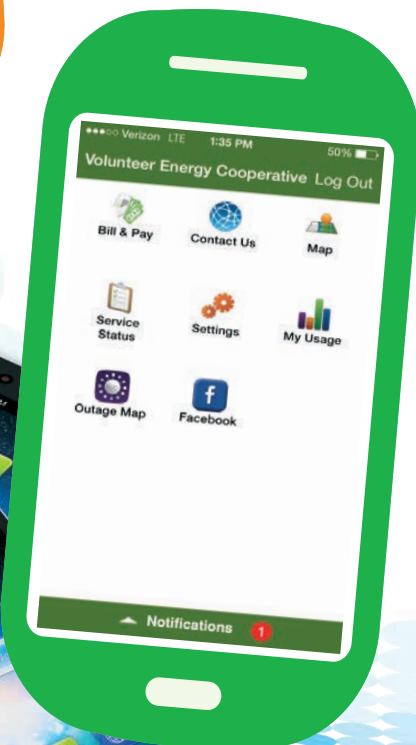 Verizon LTE 1:35 PM 50%
Volunteer Energy Cooperative Log Out
Bill & Pay Contact Us Map
Service
Status Settings My Usage
Outage Map Facebook
Notifications 1